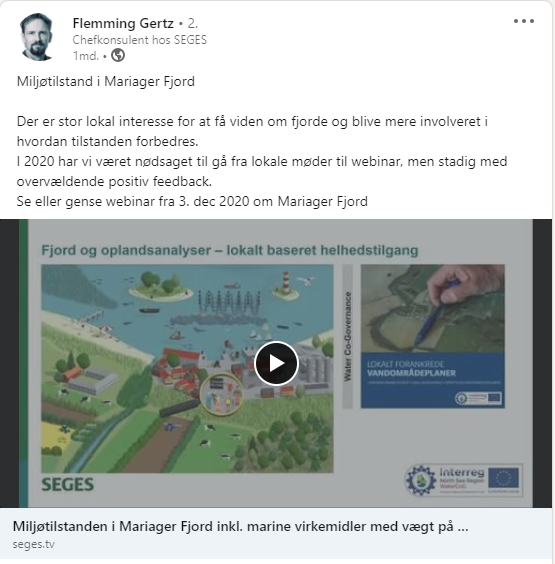 Flemming Gertz • 2.
Chefkonsulent hos SEGES
1md. •
Miljøtilstand i Mariager Fjord
Der er stor lokal interesse for at få viden om fjorde og blive mere involveret i
hvordan tilstanden forbedres.
I 2020 har vi været nødsaget til gå fra lokale møder til webinar, men stadig med
overvældende positiv feedback.
Se eller gense webinar fra 3. dec 2020 om Mariager Fjord
Fjord og oplandsanalyser – lokalt baseret helhedstilgang
Water Co-Governance
LOKALT FORANKREDE
VANDOMRÅDEPLANER
SEGES
Interreg
North Sea Region
WaterCoG
Miljøtilstanden i Mariager Fjord inkl. marine virkemidler med vægt på ...
seges.tv